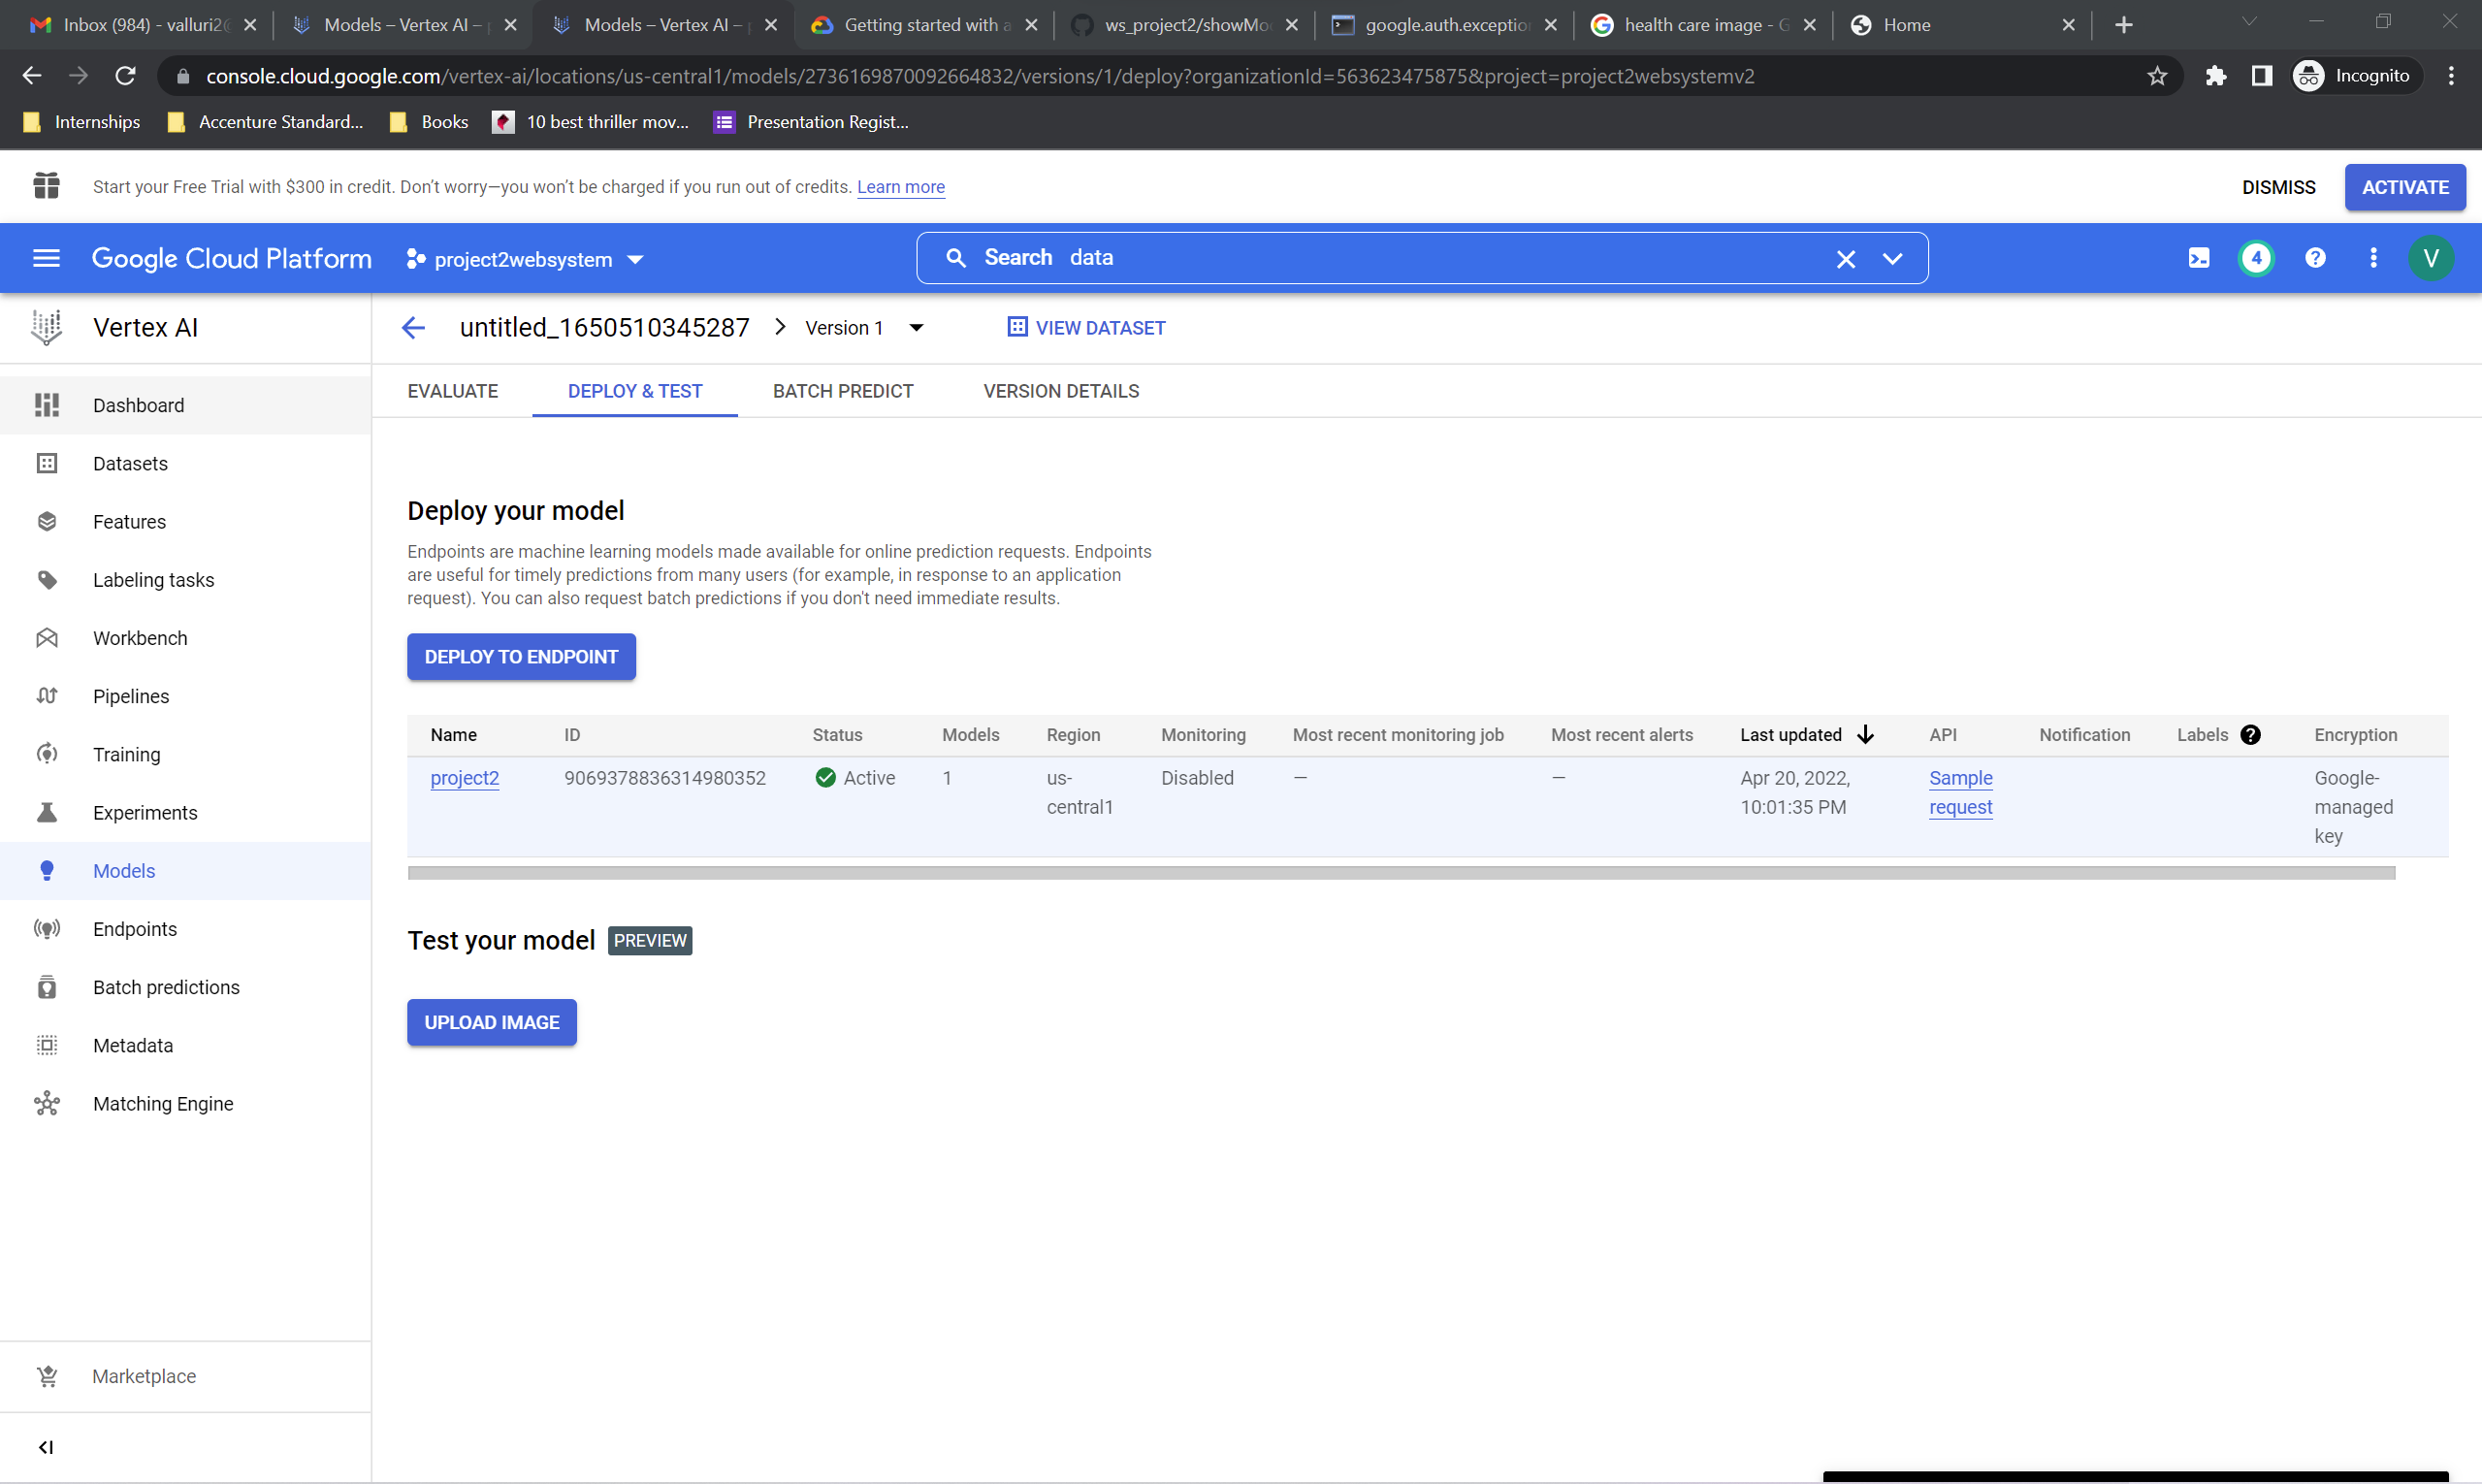 Inbox (984) - valluri2@
Models – Vertex AI –
Models – Vertex AI –
Getting started with a
ws_project2/showMo
google.auth.exceptio
health care image - G
Home
console.cloud.google.com/vertex-ai/locations/us-central1/models/2736169870092664832/versions/1/deploy?organizationId=563623475875&project=project2websystemv2
Incognito
Internships
Accenture Standard...
Books
10 best thriller mov...
Presentation Regist...
Start your Free Trial with $300 in credit. Don't worry—you won't be charged if you run out of credits. Learn more
DISMISS
ACTIVATE
Google Cloud Platform
project2websystem
Search data
4
V
Vertex AI
untitled_1650510345287
Version 1
VIEW DATASET
Dashboard
Datasets
Features
Labeling tasks
Workbench
Pipelines
Training
Experiments
Models
Endpoints
Batch predictions
Metadata
Matching Engine
Marketplace
EVALUATE
DEPLOY & TEST
BATCH PREDICT
VERSION DETAILS
Deploy your model
Endpoints are machine learning models made available for online prediction requests. Endpoints
are useful for timely predictions from many users (for example, in response to an application
request). You can also request batch predictions if you don't need immediate results.
DEPLOY TO ENDPOINT
Name ID Status Models Region Monitoring Most recent monitoring job Most recent alerts Last updated API Notification Labels Encryption
project2 9069378836314980352 Active 1 us- Disabled — — Apr 20, 2022, Sample Google-
central1 10:01:35 PM request managed
key
Test your model PREVIEW
UPLOAD IMAGE